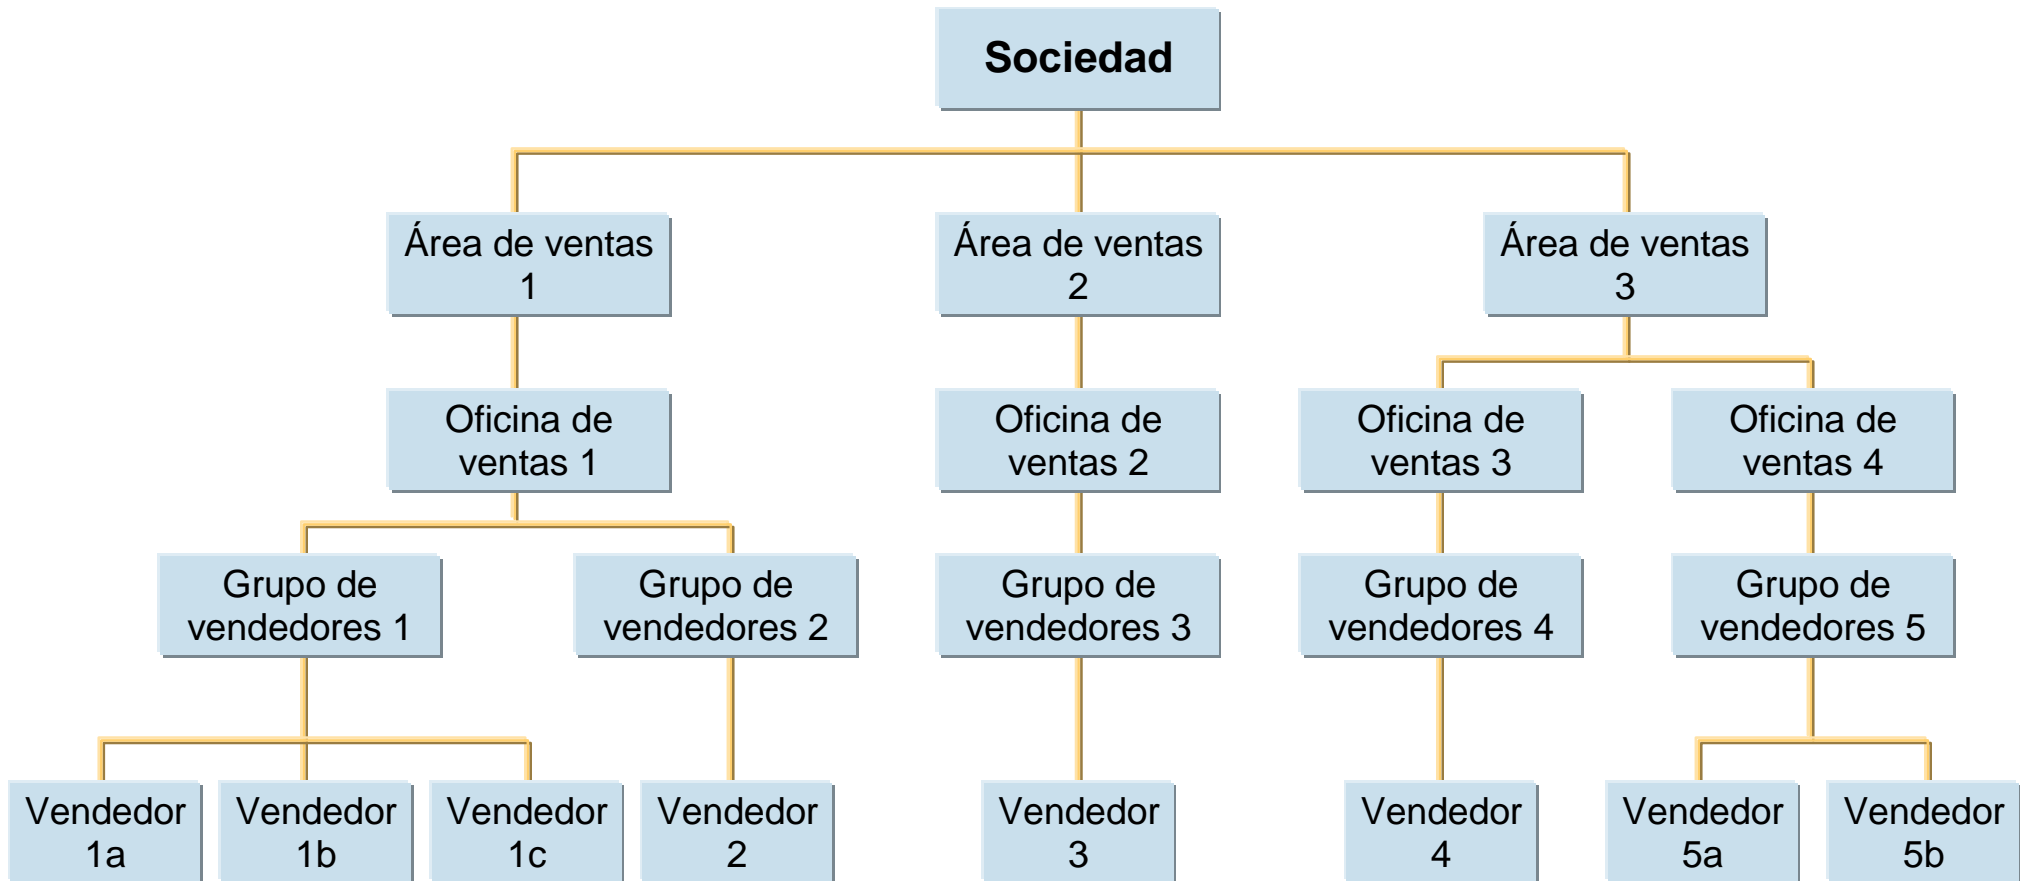 Sociedad
Área de ventas
1
Área de ventas
2
Área de ventas
3
Oficina de
ventas 1
Oficina de
ventas 2
Oficina de
ventas 3
Oficina de
ventas 4
Grupo de
vendedores 1
Grupo de
vendedores 2
Grupo de
vendedores 3
Grupo de
vendedores 4
Grupo de
vendedores 5
Vendedor
1a
Vendedor
1b
Vendedor
1c
Vendedor
2
Vendedor
3
Vendedor
4
Vendedor
5a
Vendedor
5b